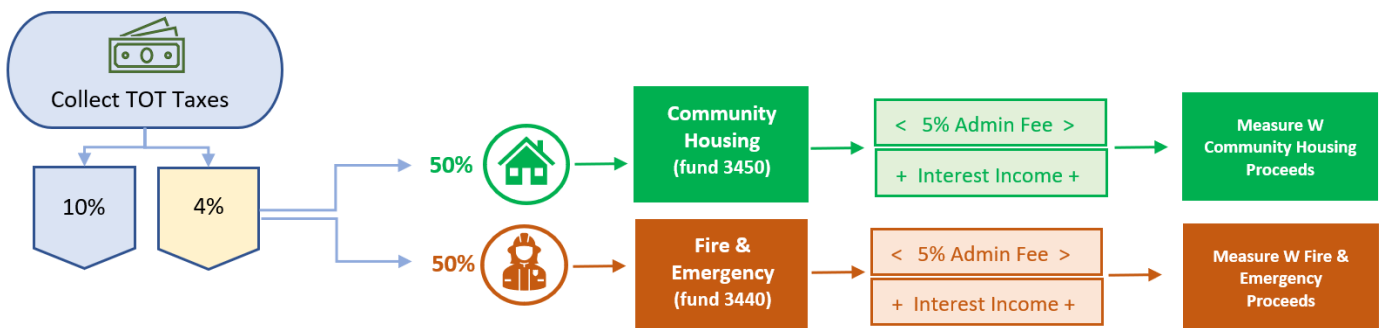 Collect TOT Taxes
10%
4%
50%
Community
Housing
(fund 3450)
< 5% Admin Fee >
+ Interest Income +
Measure W
Community Housing
Proceeds
50%
Fire &
Emergency
(fund 3440)
< 5% Admin Fee >
+ Interest Income +
Measure W Fire &
Emergency
Proceeds